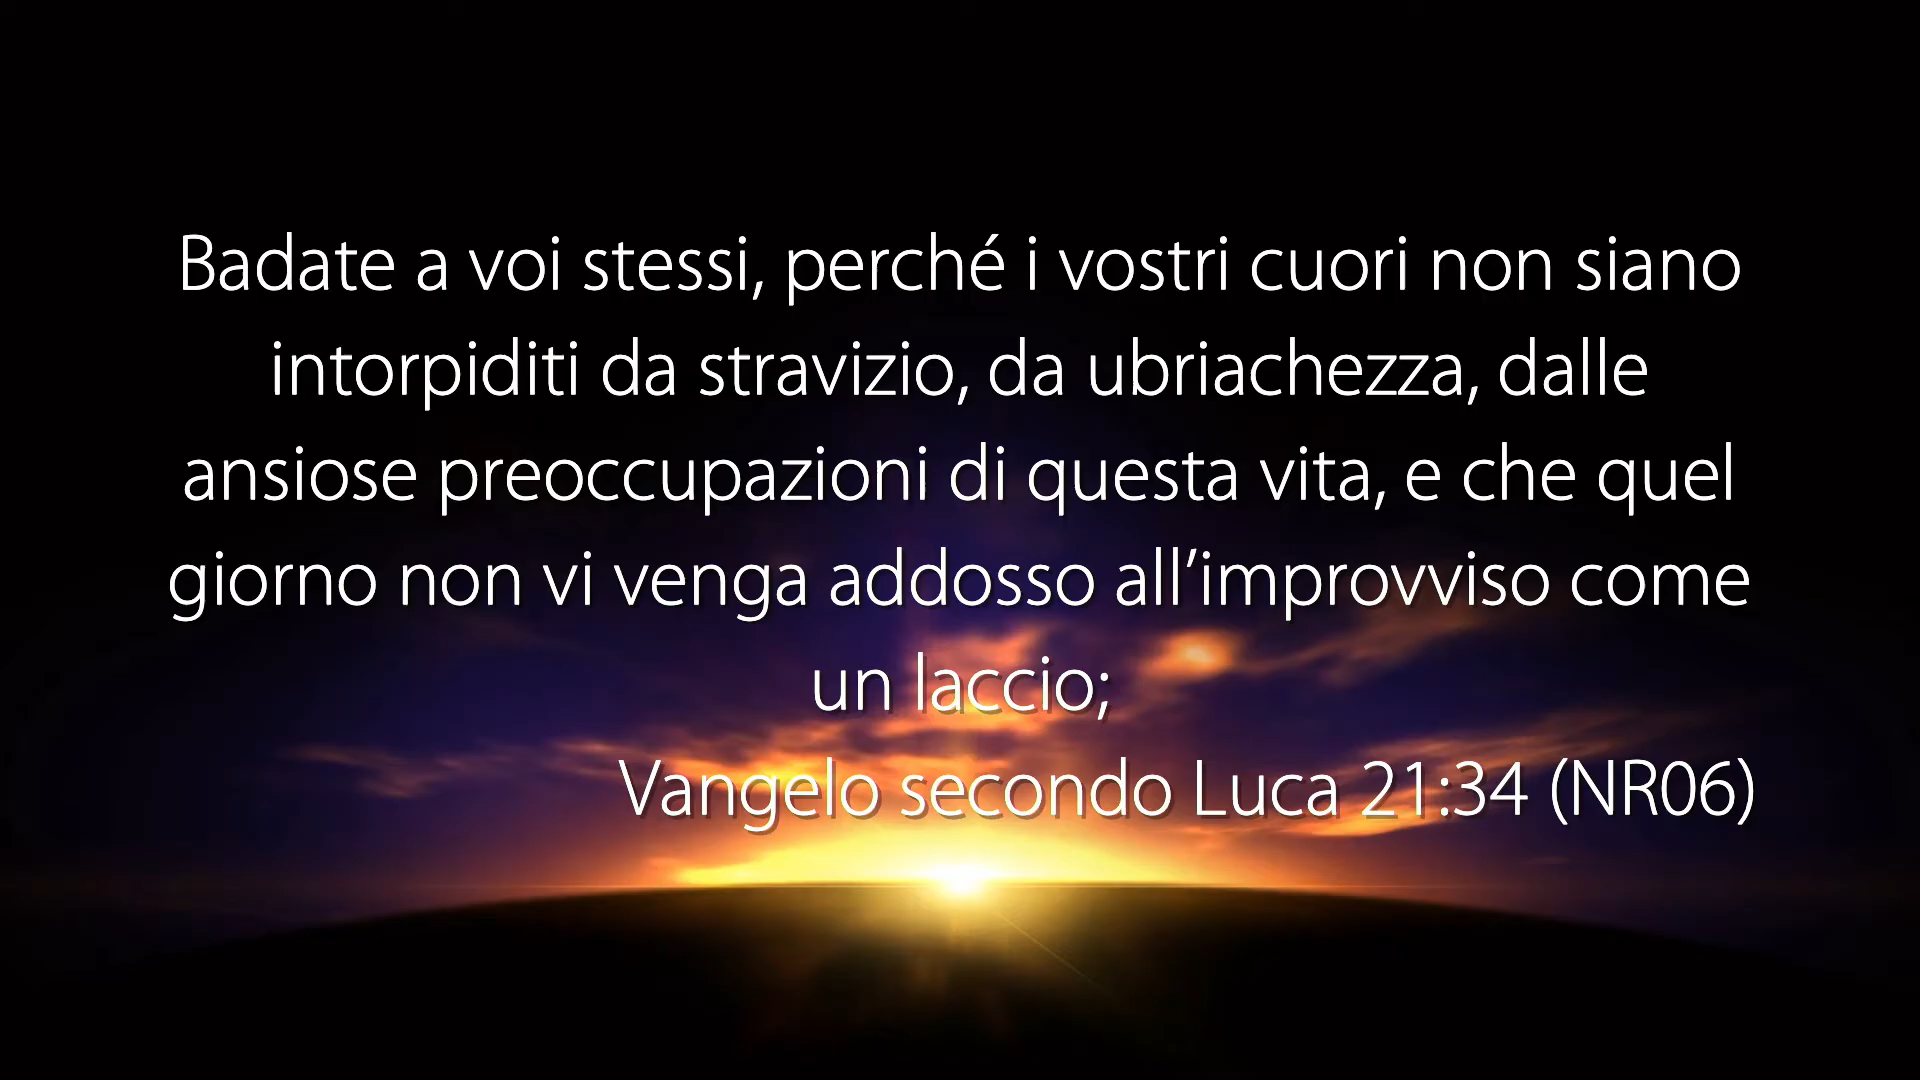 Badate a voi stessi, perché i vostri cuori non siano
intorpiditi da stravizio, da ubriachezza, dalle
ansiose preoccupazioni di questa vita, e che quel
giorno non vi venga addosso all’improvviso come
un laccio;
Vangelo secondo Luca 21:34 (NR06)